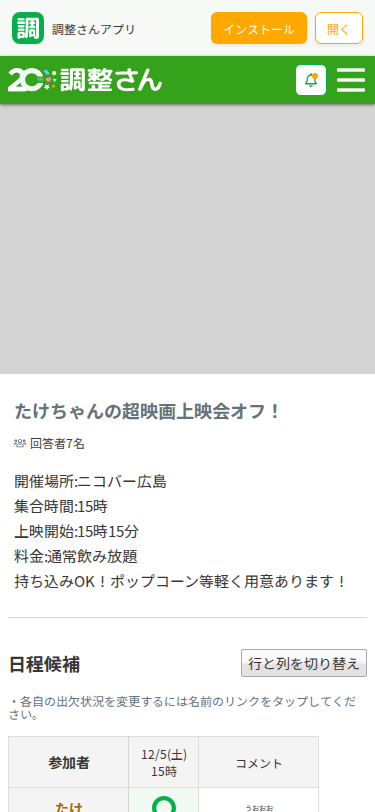 調 調整さんアプリ インストール 開く
20 調整さん
たけちゃんの超映画上映会オフ！
回答者7名
開催場所:ニコバー広島
集合時間:15時
上映開始:15時15分
料金:通常飲み放題
持ち込みOK！ポップコーン等軽く用意あります！
日程候補 行と列を切り替え
・各自の出欠状況を変更するには名前のリンクをタップしてくだ
さい。
参加者 12/5(土) コメント
15時
たけ うおおお